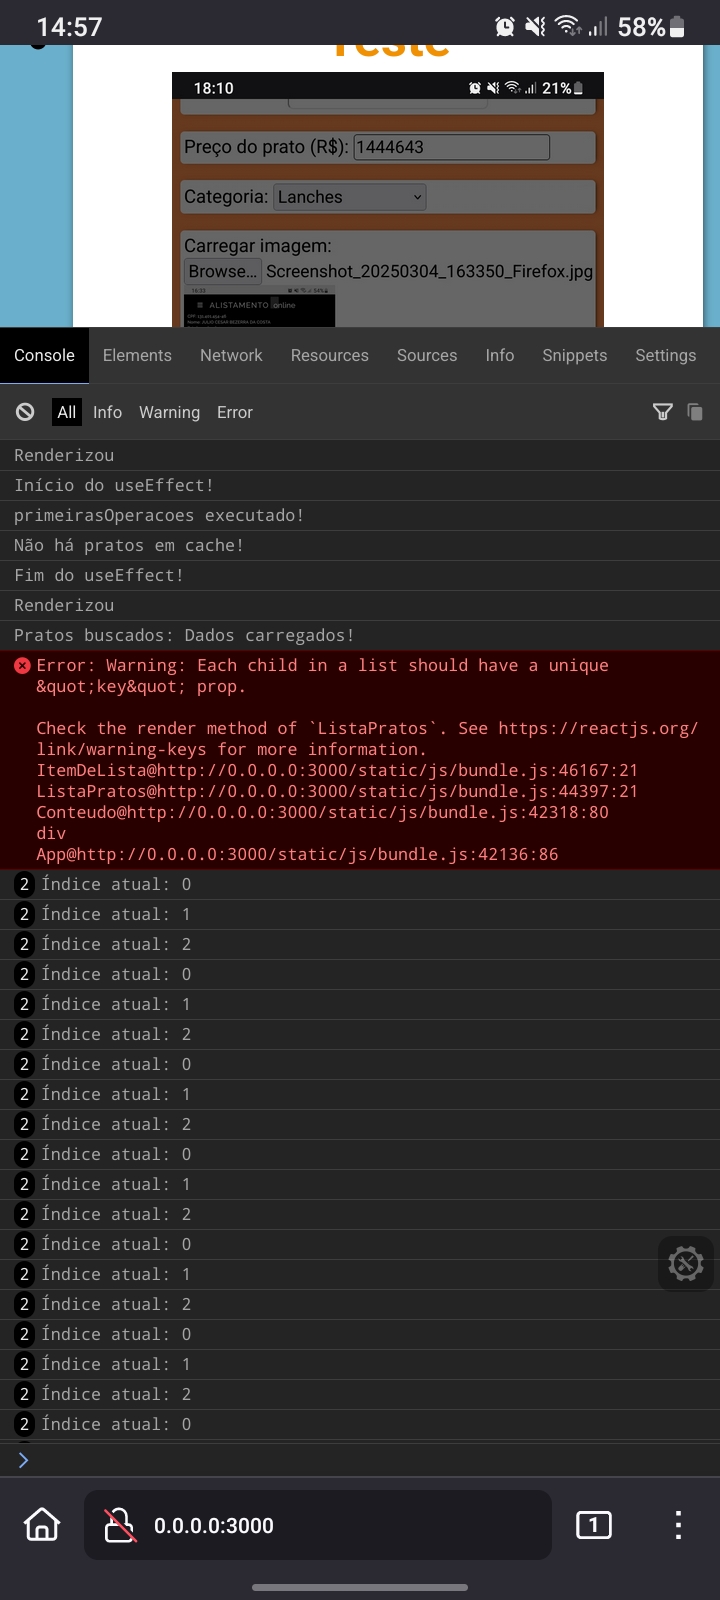 14:57
58%
Teste
18:10
21%
Preço do prato (R$): 1444643
Categoria: Lanches
Carregar imagem:
Browse... Screenshot_20250304_163350_Firefox.jpg
16:33
54%
ALISTAMENTO online
Console Elements Network Resources Sources Info Snippets Settings
All Info Warning Error
Renderizou
Início do useEffect!
primeirasOperacoes executado!
Não há pratos em cache!
Fim do useEffect!
Renderizou
Pratos buscados: Dados carregados!
Error: Warning: Each child in a list should have a unique
&quot;key&quot; prop.
Check the render method of `ListaPratos`. See https://reactjs.org/
link/warning-keys for more information.
ItemDeLista@http://0.0.0.0:3000/static/js/bundle.js:46167:21
ListaPratos@http://0.0.0.0:3000/static/js/bundle.js:44397:21
Conteudo@http://0.0.0.0:3000/static/js/bundle.js:42318:80
div
App@http://0.0.0.0:3000/static/js/bundle.js:42136:86
2 Índice atual: 0
2 Índice atual: 1
2 Índice atual: 2
2 Índice atual: 0
2 Índice atual: 1
2 Índice atual: 2
2 Índice atual: 0
2 Índice atual: 1
2 Índice atual: 2
2 Índice atual: 0
2 Índice atual: 1
2 Índice atual: 2
2 Índice atual: 0
2 Índice atual: 1
2 Índice atual: 2
2 Índice atual: 0
2 Índice atual: 1
2 Índice atual: 2
2 Índice atual: 0
0.0.0.0:3000
1